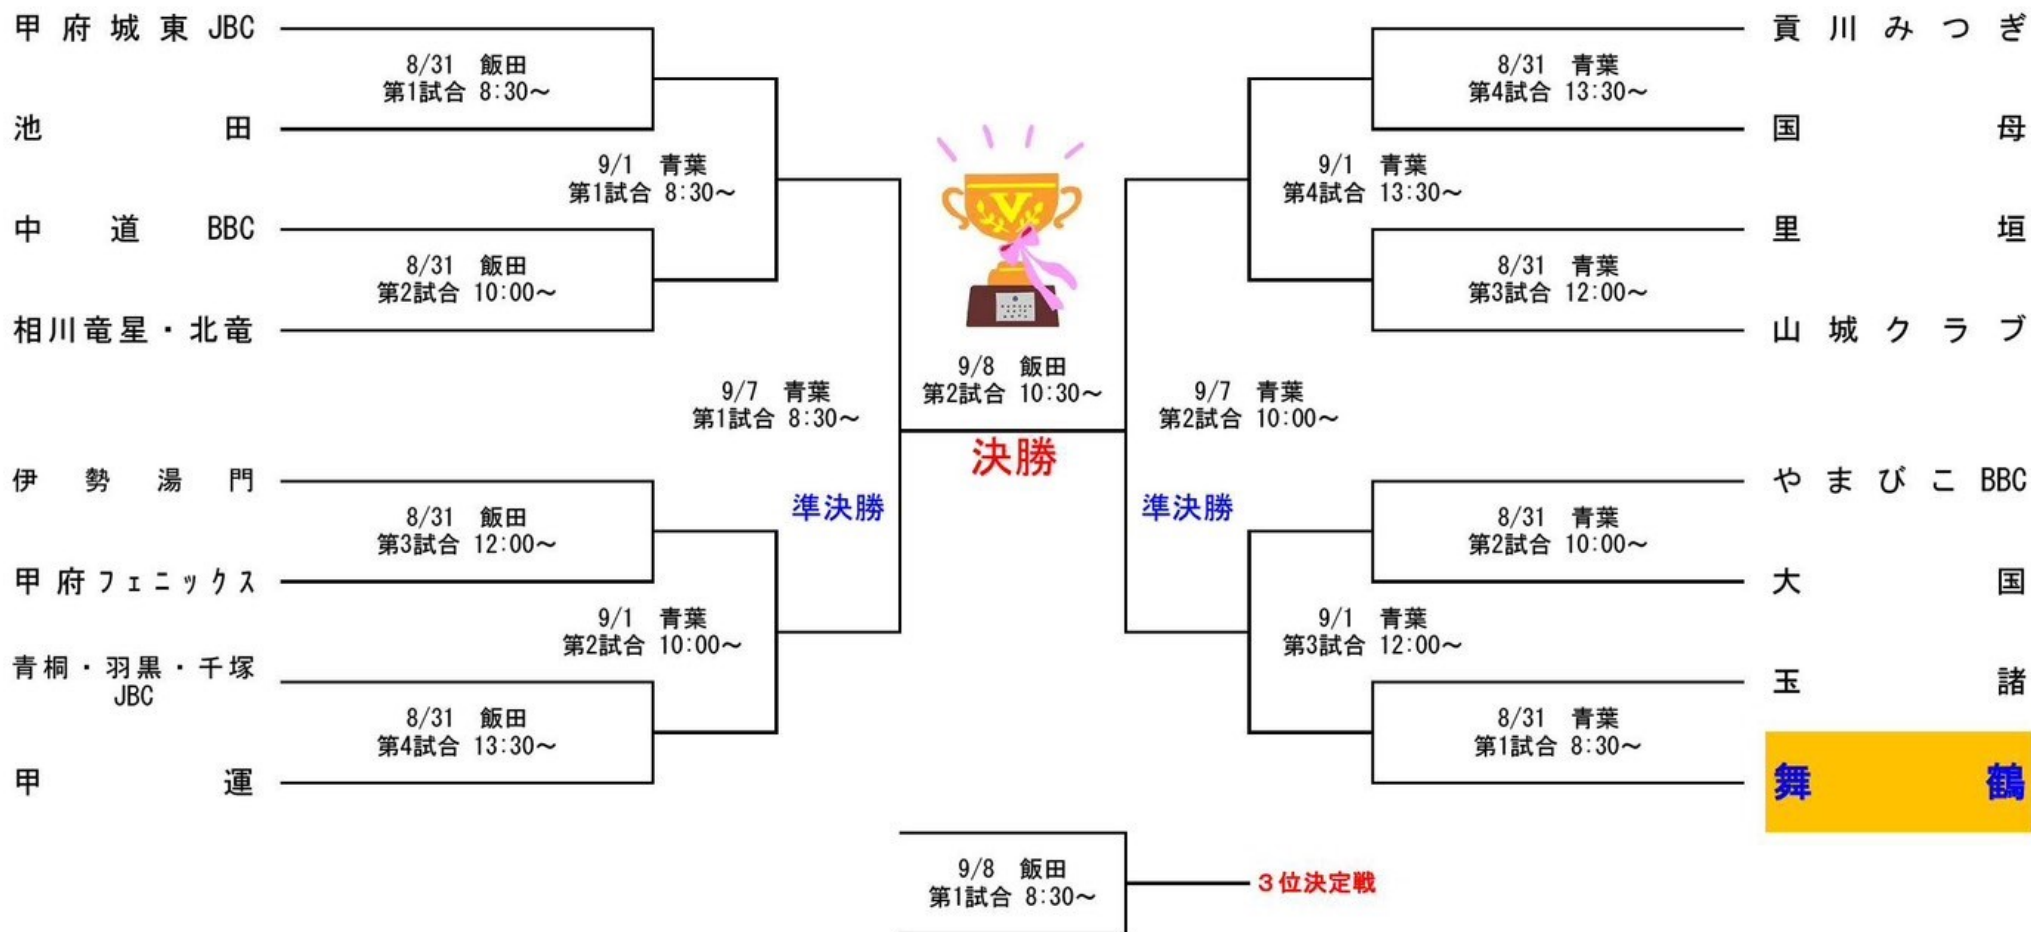 甲府城東JBC
8/31 飯田
第1試合 8:30～
池田
9/1 青葉
第1試合 8:30～
中道BBC
8/31 飯田
第2試合 10:00～
相川竜星・北竜
9/7 青葉
第1試合 8:30～
伊勢湯門
8/31 飯田
第3試合 12:00～
準決勝
甲府フェニックス
9/1 青葉
第2試合 10:00～
青桐・羽黒・千塚
JBC
8/31 飯田
第4試合 13:30～
甲運
V
9/8 飯田
第2試合 10:30～
決勝
貢川みつぎ
8/31 青葉
第4試合 13:30～
国母
9/1 青葉
第4試合 13:30～
里垣
8/31 青葉
第3試合 12:00～
山城クラブ
9/7 青葉
第2試合 10:00～
やまびこBBC
準決勝
8/31 青葉
第2試合 10:00～
大国
9/1 青葉
第3試合 12:00～
玉諸
8/31 青葉
第1試合 8:30～
舞鶴
9/8 飯田
第1試合 8:30～
３位決定戦